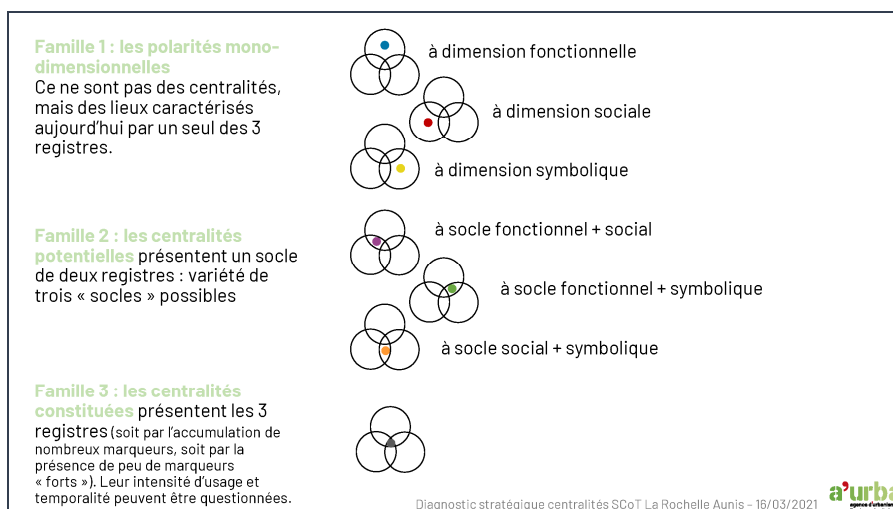 Famille 1 : les polarités mono-
dimensionnelles
Ce ne sont pas des centralités,
mais des lieux caractérisés
aujourd'hui par un seul des 3
registres.
à dimension fonctionnelle
à dimension sociale
à dimension symbolique
Famille 2 : les centralités
potentielles présentent un socle
de deux registres : variété de
trois « socles » possibles
à socle fonctionnel + social
à socle fonctionnel + symbolique
à socle social + symbolique
Famille 3 : les centralités
constituées présentent les 3
registres (soit par l'accumulation de
nombreux marqueurs, soit par la
présence de peu de marqueurs
« forts »). Leur intensité d'usage et
temporalité peuvent être questionnées.
Diagnostic stratégique centralités SCoT La Rochelle Aunis – 16/03/2021
a'urba